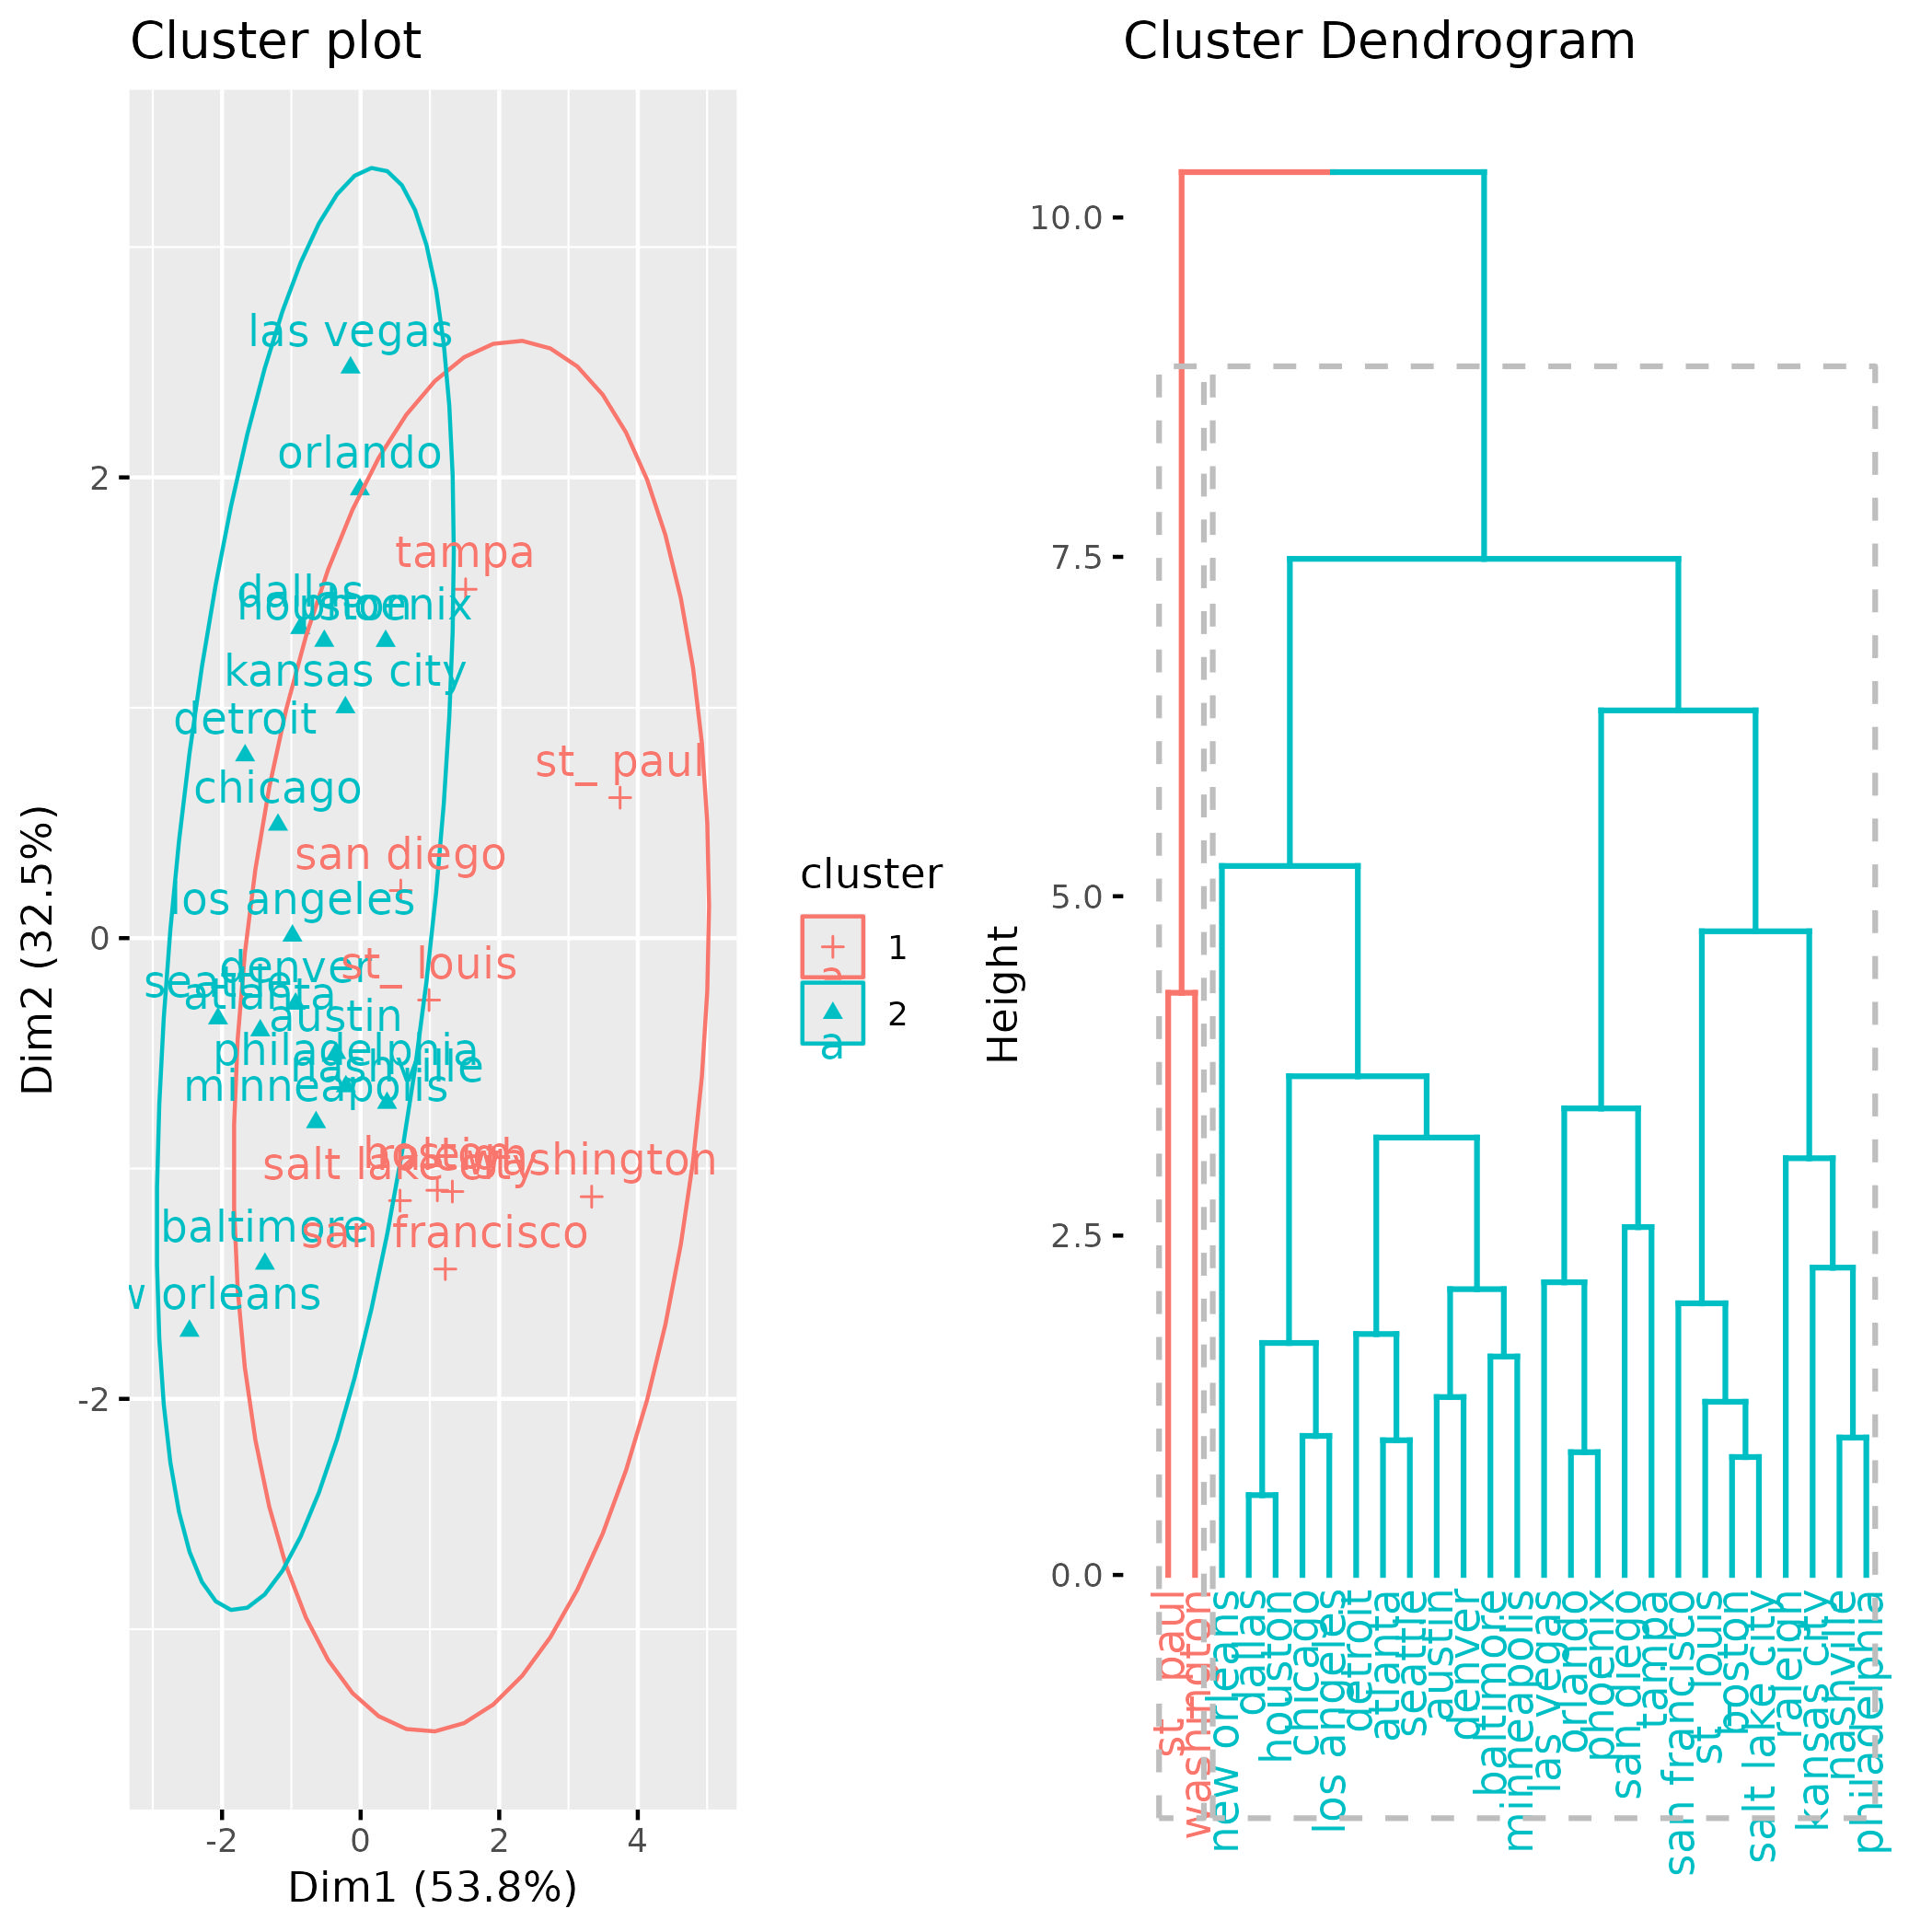 Cluster plot
las vegas
orlando
tampa
dallas
houston
phoenix
kansas city
detroit
st_ paul
chicago
san diego
los angeles
denver
st_ louis
seattle
atlanta
austin
philadelphia
nashville
minneapolis
boston
raleigh
salt lake city
washington
baltimore
san francisco
w orleans
2
0
-2
-2
0
2
4
Dim1 (53.8%)
Dim2 (32.5%)
cluster
1
2
a
Cluster Dendrogram
10.0
7.5
5.0
2.5
0.0
Height
st_ paul
washington
new orleans
dallas
houston
chicago
los angeles
detroit
atlanta
seattle
austin
denver
baltimore
minneapolis
las vegas
orlando
phoenix
san diego
tampa
san francisco
st_ louis
boston
salt lake city
raleigh
kansas city
nashville
philadelphia